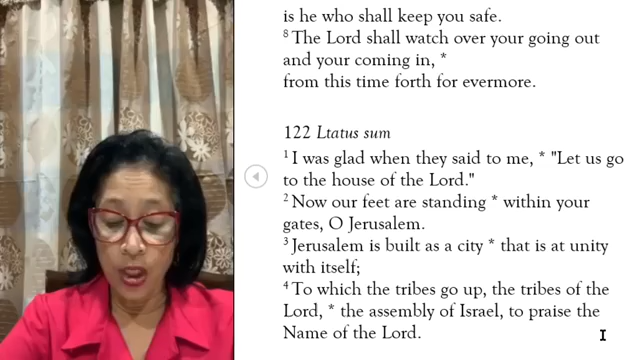 is he who shall keep you safe.
8 The Lord shall watch over your going out
and your coming in, *
from this time forth for evermore.
122 Ltatus sum
1 I was glad when they said to me, * "Let us go
to the house of the Lord."
2 Now our feet are standing * within your
gates, O Jerusalem.
3 Jerusalem is built as a city * that is at unity
with itself;
4 To which the tribes go up, the tribes of the
Lord, * the assembly of Israel, to praise the
Name of the Lord.